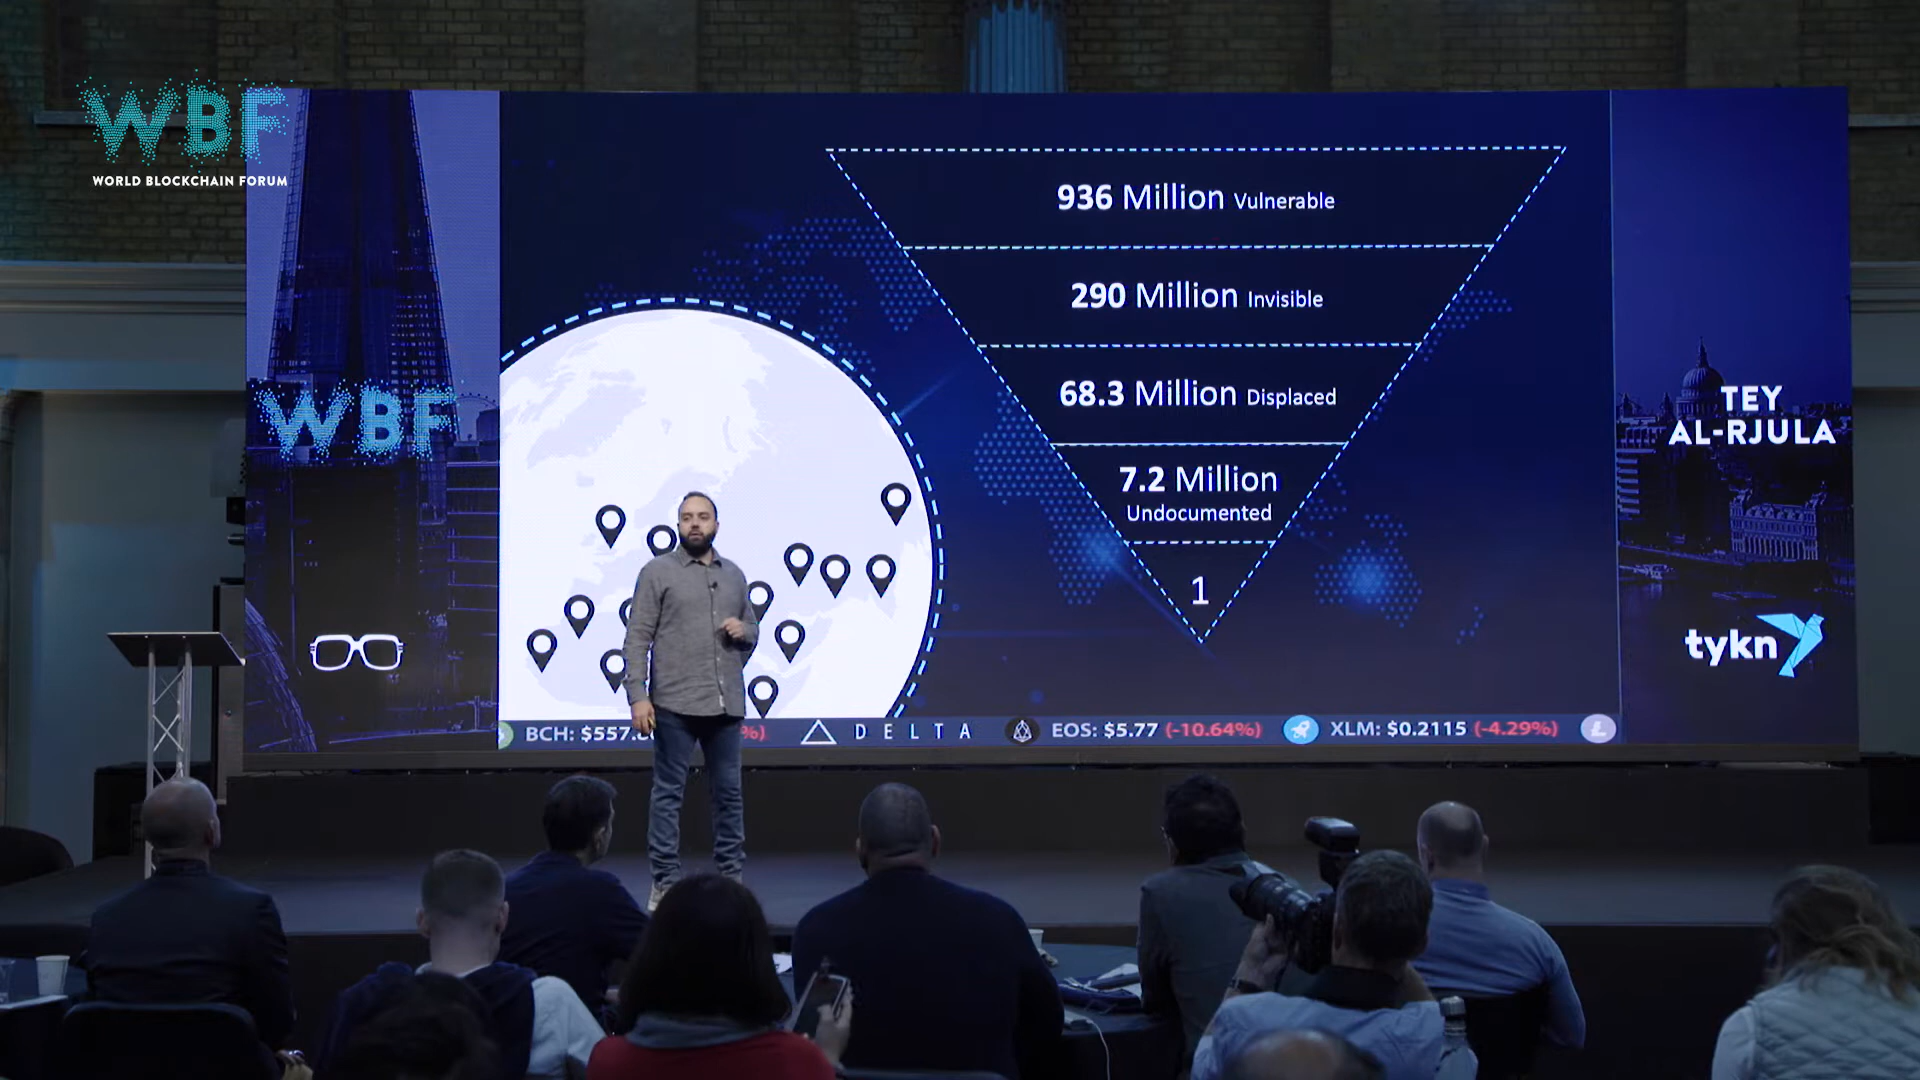 WBF
WORLD BLOCKCHAIN FORUM
WBF
936 Million Vulnerable
290 Million Invisible
68.3 Million Displaced
7.2 Million
Undocumented
1
TEY
AL-RJULA
tykn
BCH: $557. %) DELTA EOS: $5.77 (-10.64%) XLM: $0.2115 (-4.29%)